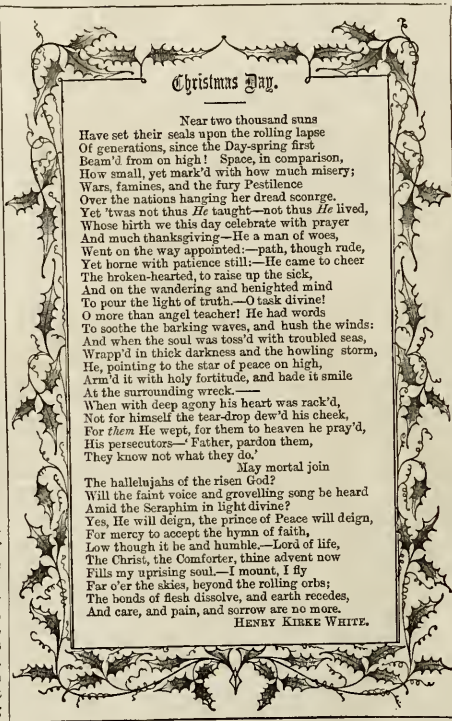 Christmas Day.
Near two thousand suns
Have set their seals upon the rolling lapse
Of generations, since the Day-spring first
Beam'd from on high! Space, in comparison,
How small, yet mark'd with how much misery;
Wars, famines, and the fury Pestilence
Over the nations hanging her dread scourge.
Yet 'twas not thus He taught—not thus He lived,
Whose birth we this day celebrate with prayer
And much thanksgiving—He a man of woes,
Went on the way appointed:—path, though rude,
Yet borne with patience still:—He came to cheer
The broken-hearted, to raise up the sick,
And on the wandering and benighted mind
To pour the light of truth.—O task divine!
O more than angel teacher! He had words
To soothe the barking waves, and hush the winds:
And when the soul was toss'd with troubled seas,
Wrapp'd in thick darkness and the howling storm,
He, pointing to the star of peace on high,
Arm'd it with holy fortitude, and bade it smile
At the surrounding wreck.——
When with deep agony his heart was rack'd,
Not for himself the tear-drop dew'd his cheek,
For them He wept, for them to heaven he pray'd,
His persecutors—'Father, pardon them,
They know not what they do.'
May mortal join
The hallelujahs of the risen God?
Will the faint voice and grovelling song be heard
Amid the Seraphim in light divine?
Yes, He will deign, the prince of Peace will deign,
For mercy to accept the hymn of faith,
Low though it be and humble.—Lord of life,
The Christ, the Comforter, thine advent now
Fills my uprising soul.—I mount, I fly
Far o'er the skies, beyond the rolling orbs;
The bonds of flesh dissolve, and earth recedes,
And care, and pain, and sorrow are no more.
HENRY KIRKE WHITE.